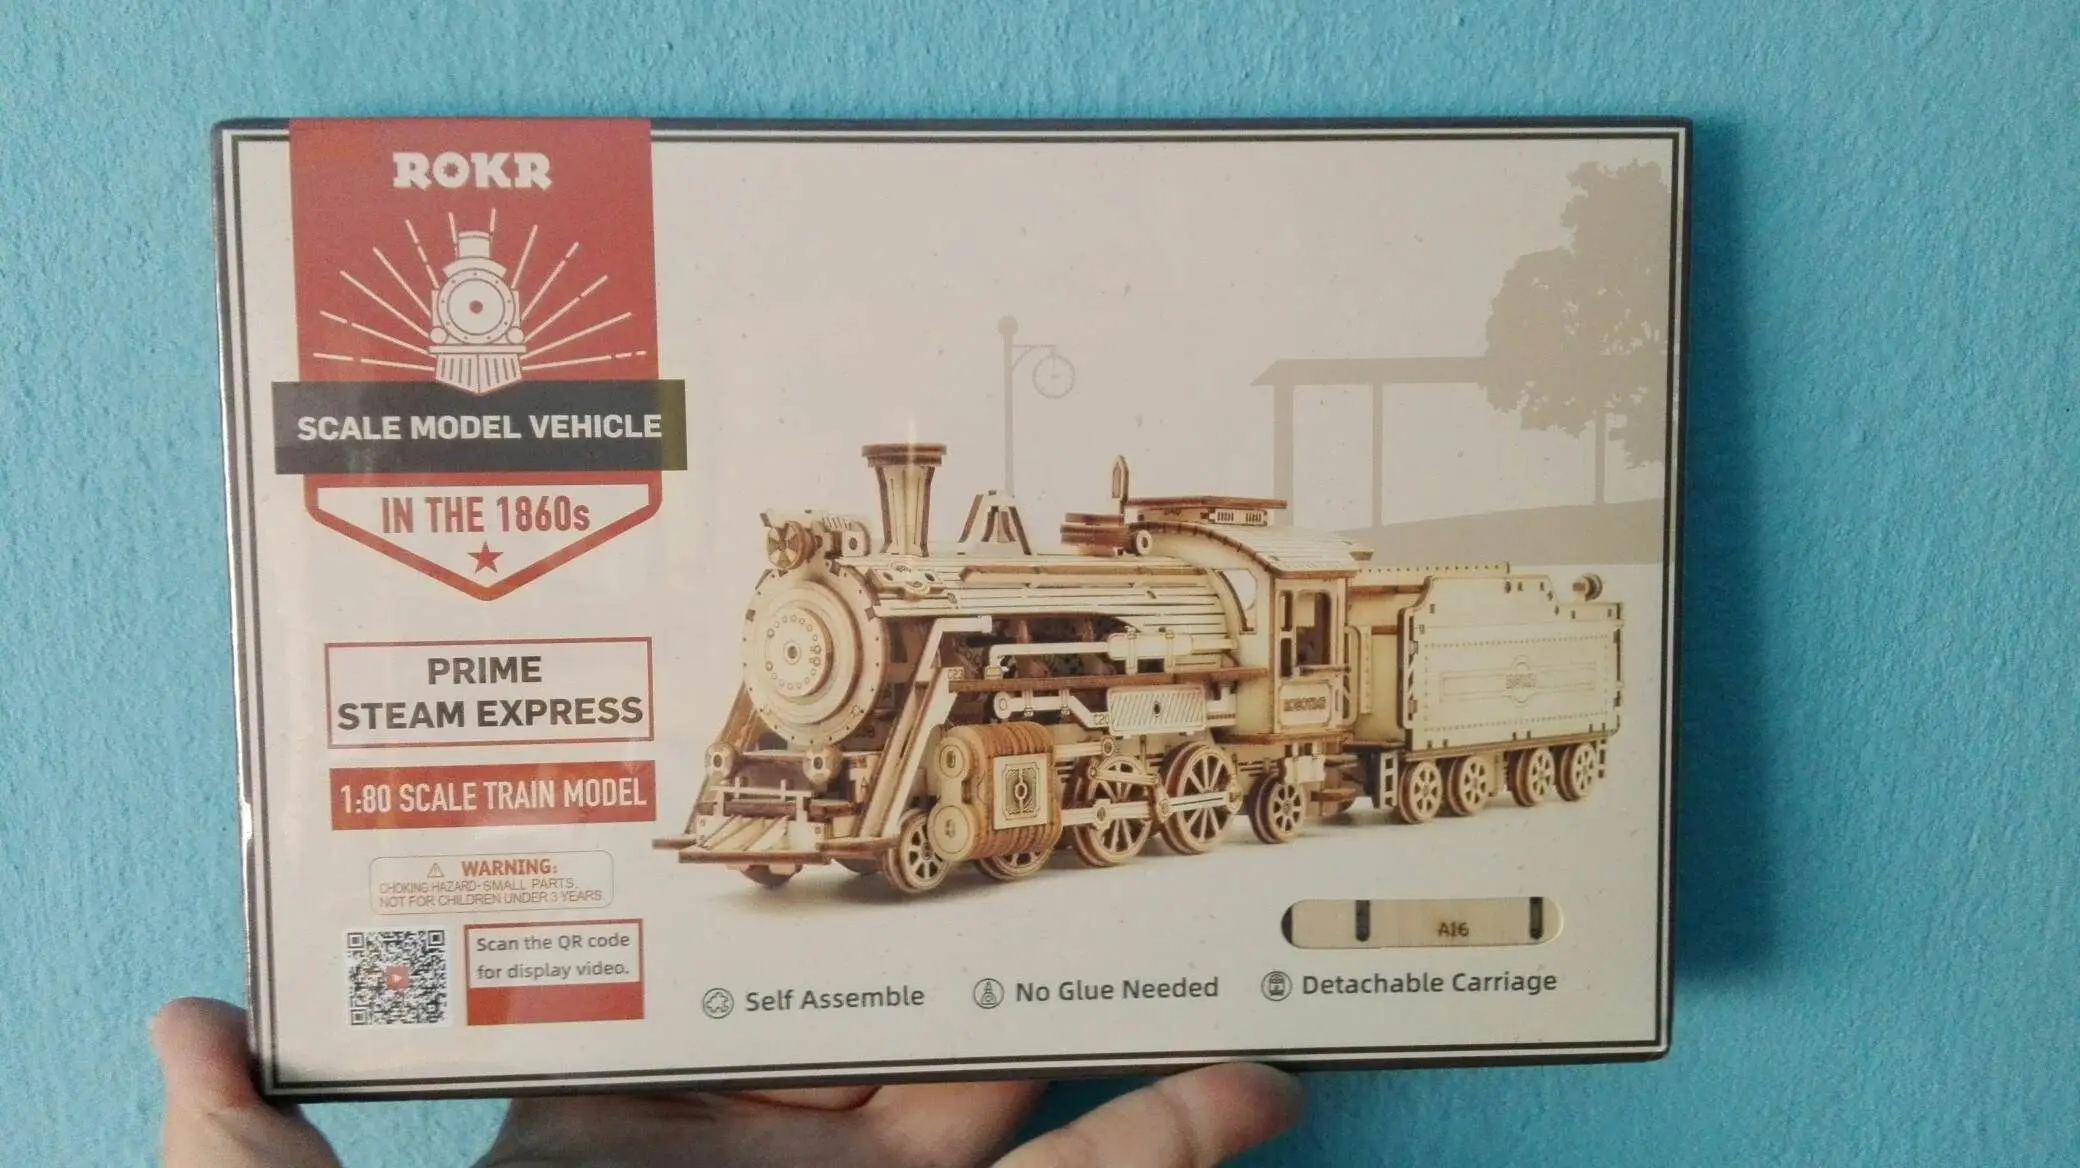 ROKR
SCALE MODEL VEHICLE
IN THE 1860s
PRIME
STEAM EXPRESS
1:80 SCALE TRAIN MODEL
WARNING:
CHOKING HAZARD-SMALL PARTS.
NOT FOR CHILDREN UNDER 3 YEARS.
Scan the QR code
for display video.
C23
C20
A16
Self Assemble
No Glue Needed
Detachable Carriage